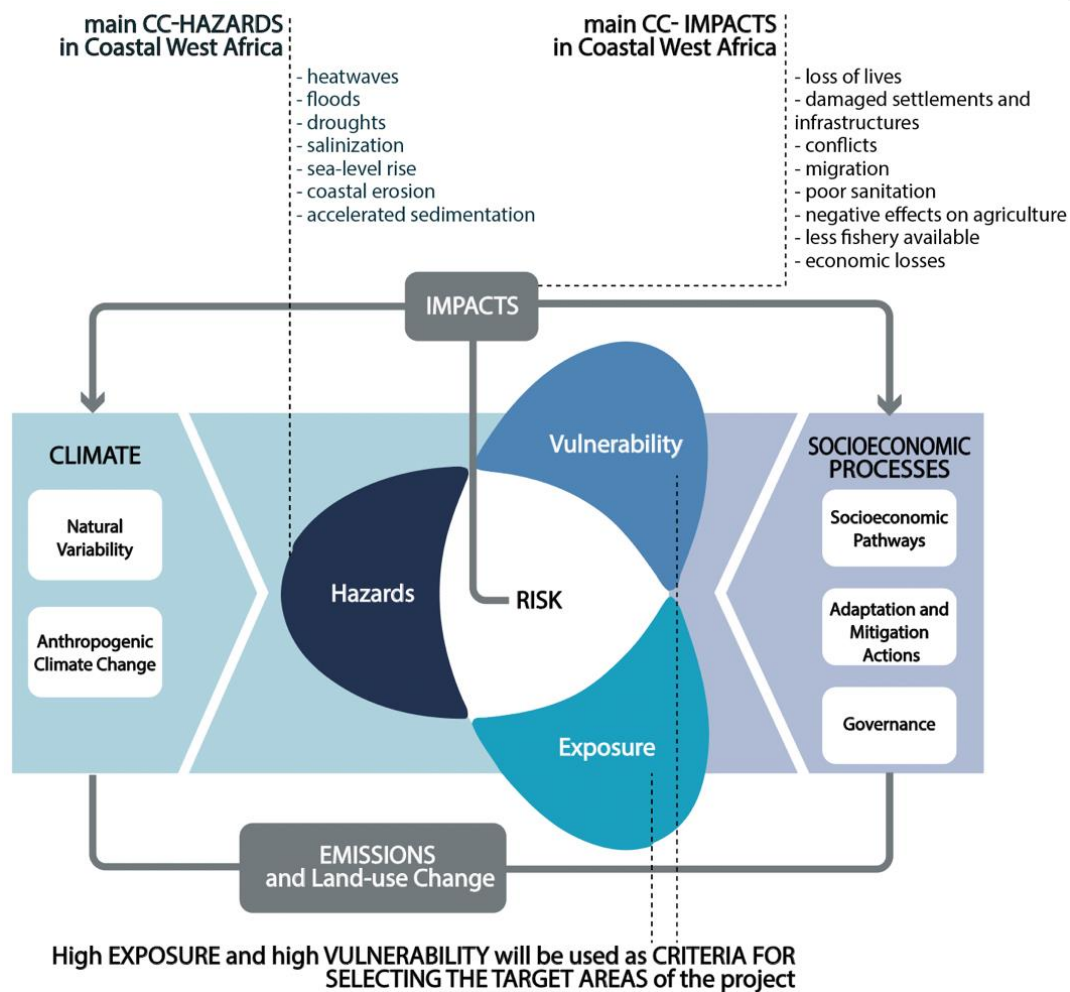 main CC-HAZARDS
in Coastal West Africa
- heatwaves
- floods
- droughts
- salinization
- sea-level rise
- coastal erosion
- accelerated sedimentation
main CC- IMPACTS
in Coastal West Africa
- loss of lives
- damaged settlements and
infrastructures
- conflicts
- migration
- poor sanitation
- negative effects on agriculture
- less fishery available
- economic losses
IMPACTS
CLIMATE
Natural
Variability
Anthropogenic
Climate Change
Hazards
Vulnerability
RISK
Exposure
SOCIOECONOMIC
PROCESSES
Socioeconomic
Pathways
Adaptation and
Mitigation
Actions
Governance
EMISSIONS
and Land-use Change
High EXPOSURE and high VULNERABILITY will be used as CRITERIA FOR
SELECTING THE TARGET AREAS of the project